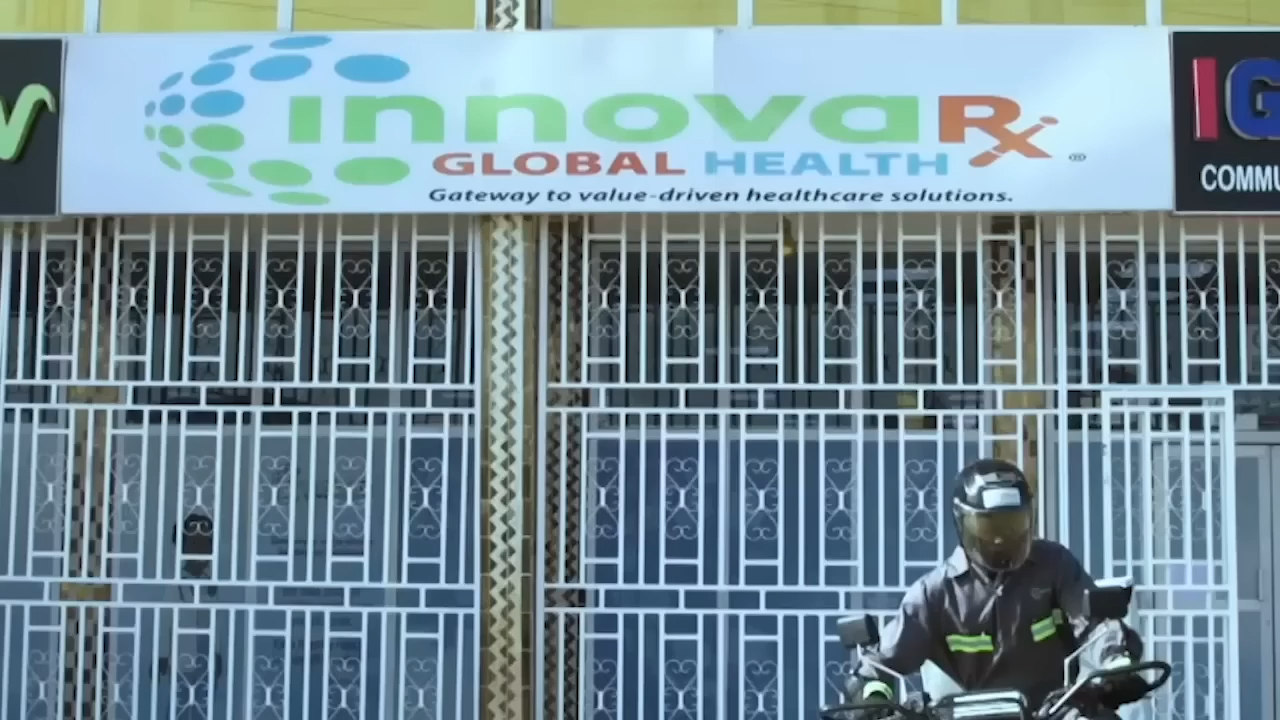 innovaRx
GLOBAL HEALTH ®
Gateway to value-driven healthcare solutions.